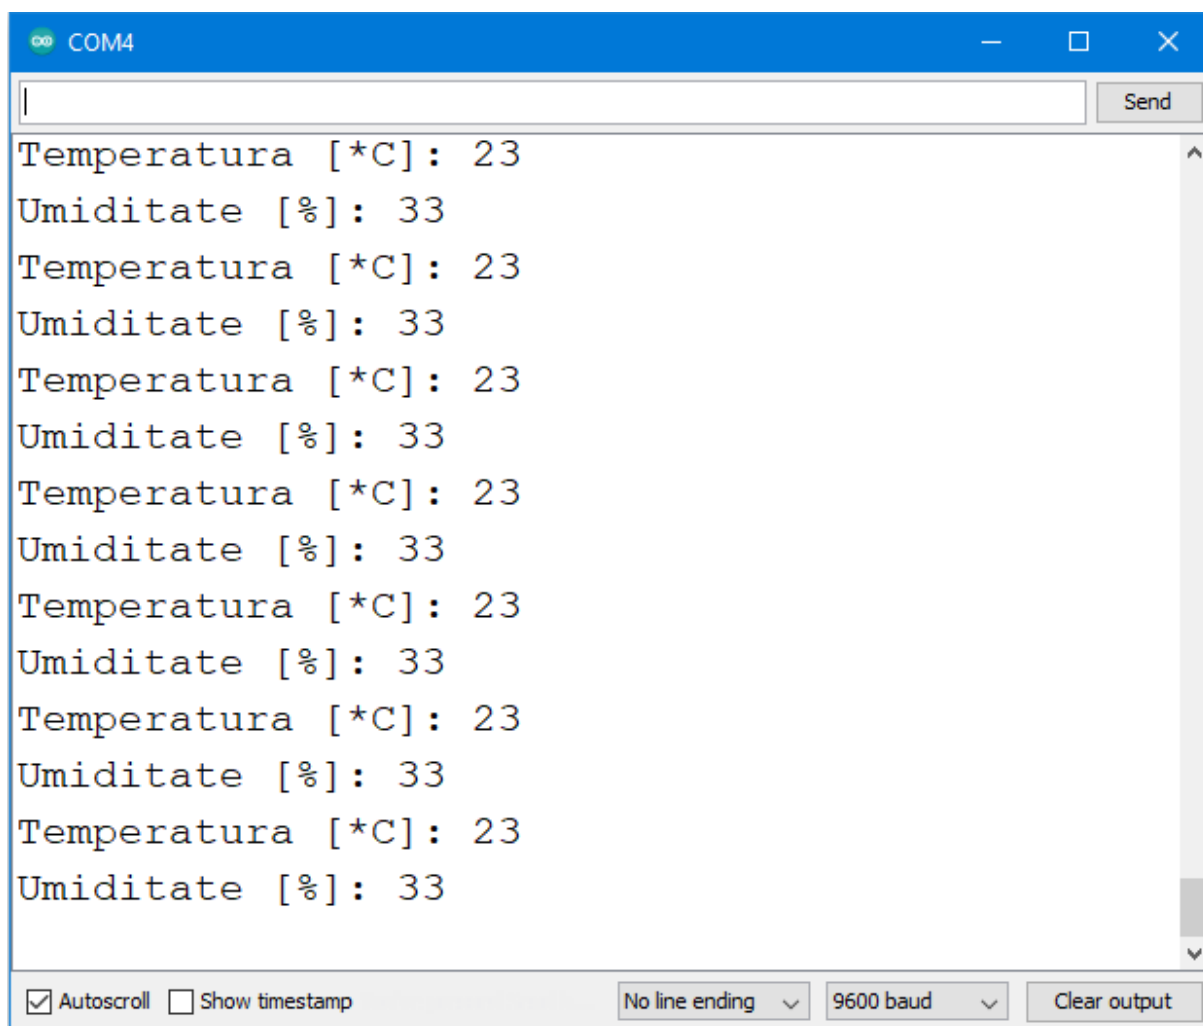 COM4
Send
Temperatura [*C]: 23
Umiditate [%]: 33
Temperatura [*C]: 23
Umiditate [%]: 33
Temperatura [*C]: 23
Umiditate [%]: 33
Temperatura [*C]: 23
Umiditate [%]: 33
Temperatura [*C]: 23
Umiditate [%]: 33
Temperatura [*C]: 23
Umiditate [%]: 33
Temperatura [*C]: 23
Umiditate [%]: 33
Autoscroll Show timestamp No line ending 9600 baud Clear output